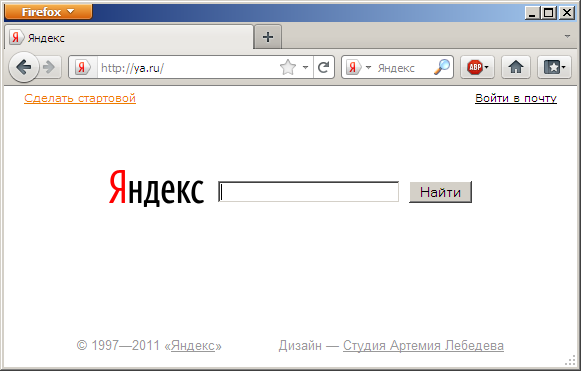 Firefox
Яндекс
http://ya.ru/ Яндекс ABP
Сделать стартовой Войти в почту
Яндекс Найти
© 1997—2011 «Яндекс» Дизайн — Студия Артемия Лебедева